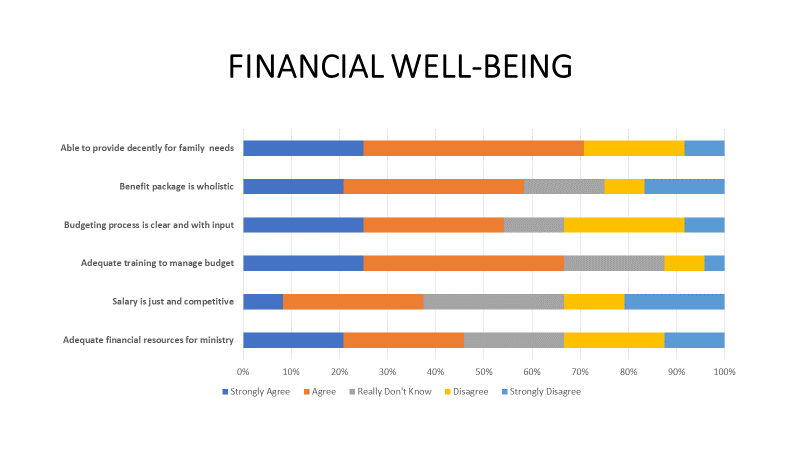 FINANCIAL WELL-BEING
Able to provide decently for family needs
Benefit package is wholistic
Budgeting process is clear and with input
Adequate training to manage budget
Salary is just and competitive
Adequate financial resources for ministry
0% 10% 20% 30% 40% 50% 60% 70% 80% 90% 100%
Strongly Agree Agree Really Don't Know Disagree Strongly Disagree